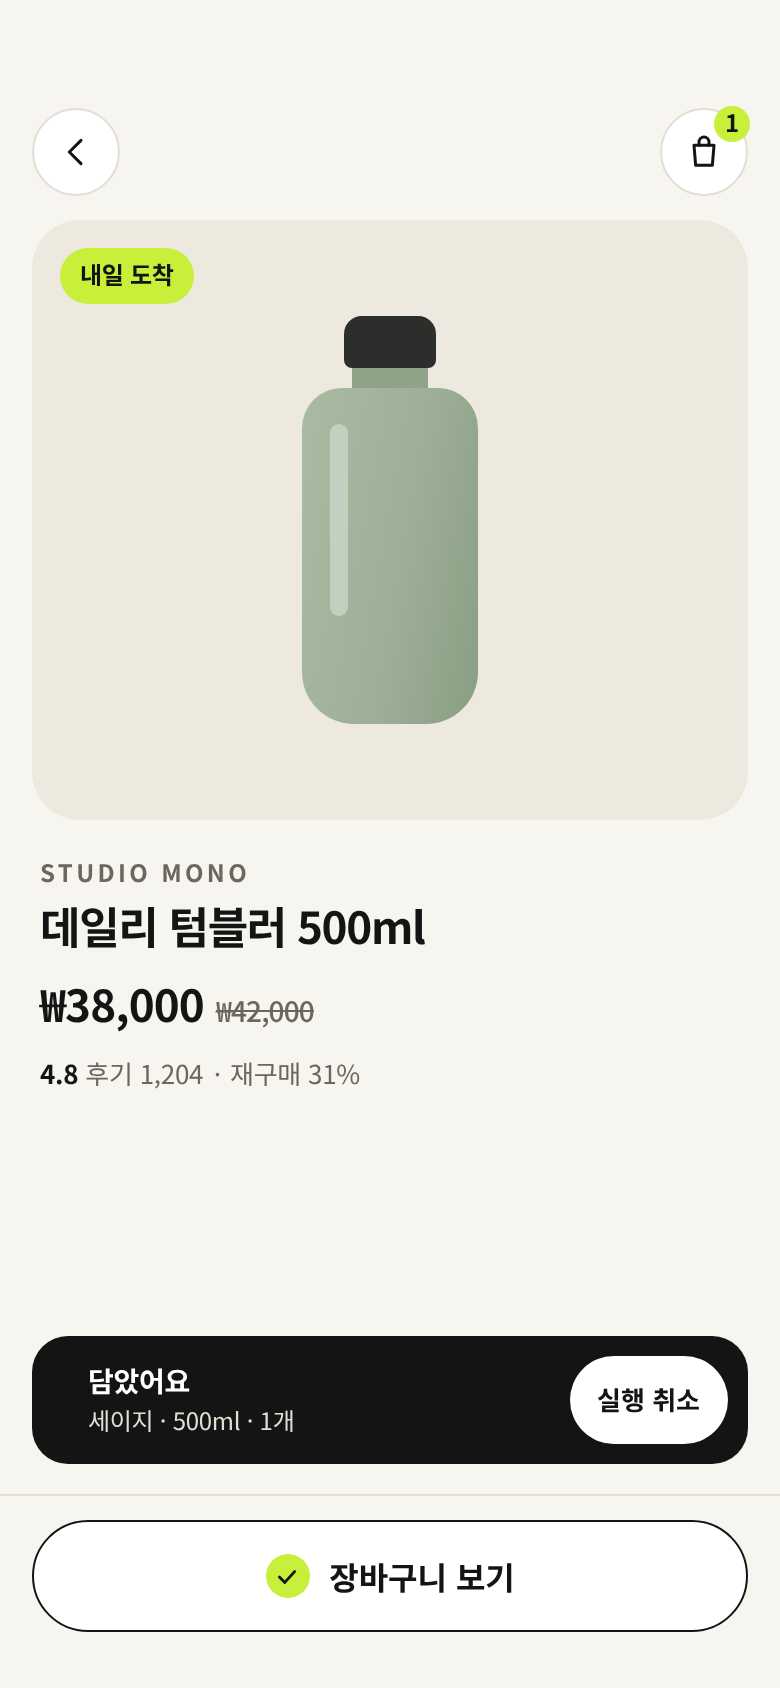 1
내일 도착
STUDIO MONO
데일리 텀블러 500ml
₩38,000 ₩42,000
4.8 후기 1,204 · 재구매 31%
담았어요
실행 취소
세이지 · 500ml · 1개
장바구니 보기